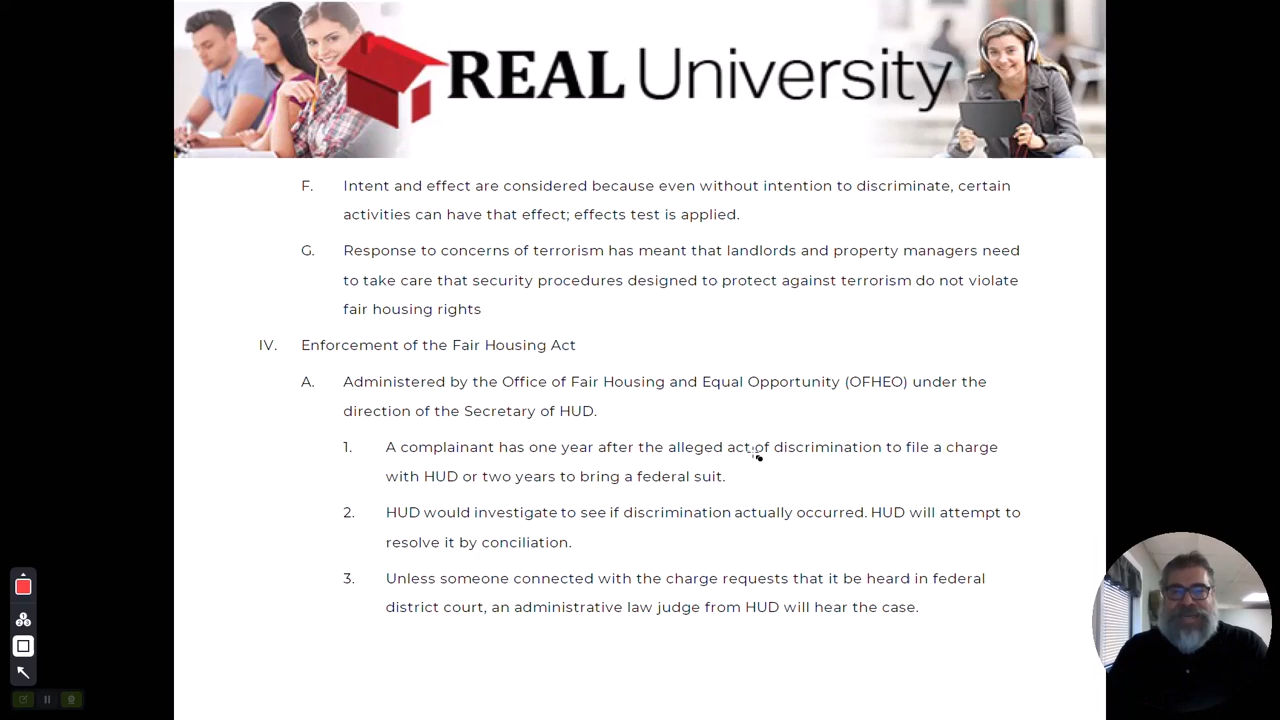 REAL University
F. Intent and effect are considered because even without intention to discriminate, certain
activities can have that effect; effects test is applied.
G. Response to concerns of terrorism has meant that landlords and property managers need
to take care that security procedures designed to protect against terrorism do not violate
fair housing rights
IV. Enforcement of the Fair Housing Act
A. Administered by the Office of Fair Housing and Equal Opportunity (OFHEO) under the
direction of the Secretary of HUD.
1. A complainant has one year after the alleged act of discrimination to file a charge
with HUD or two years to bring a federal suit.
2. HUD would investigate to see if discrimination actually occurred. HUD will attempt to
resolve it by conciliation.
3. Unless someone connected with the charge requests that it be heard in federal
district court, an administrative law judge from HUD will hear the case.